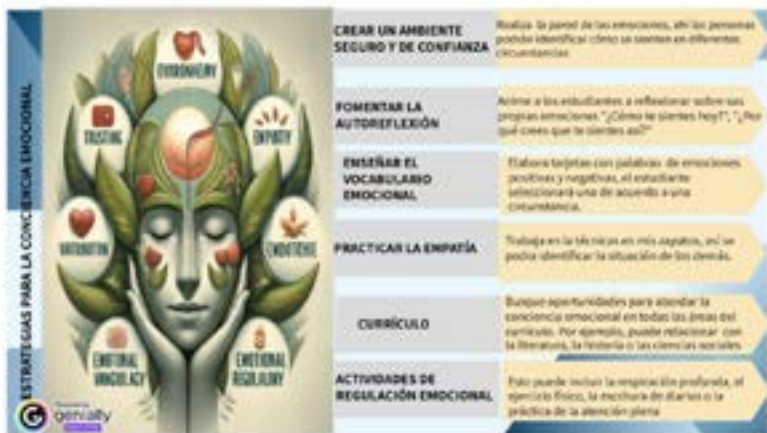 ESTRATEGIAS PARA LA CONCIENCIA EMOCIONAL
TRUSTING
EMPATIY
EMOTIONAL
EMOTIONAL
CREAR UN AMBIENTE
SEGURO Y DE CONFIANZA
Realiza la pared de las emociones, ahí las personas
podrán identificar cómo se sienten en diferentes
circunstancias
FOMENTAR LA
AUTOREFLEXIÓN
Anime a los estudiantes a reflexionar sobre sus
propias emociones "¿Cómo te sientes hoy?", "¿Por
qué crees que te sientes así?"
ENSEÑAR EL
VOCABULARIO
EMOCIONAL
Elabora tarjetas con palabras de emociones
positivas y negativas, el estudiante
seleccionará una de acuerdo a una
circunstancia.
PRACTICAR LA EMPATÍA
Trabaja en la técnicas en mis zapatos, así se
podrá identificar la situación de los demás.
CURRÍCULO
Busque oportunidades para abordar la
conciencia emocional en todas las áreas del
currículo. Por ejemplo, puede relacionar con
la literatura, la historia o las ciencias sociales
ACTIVIDADES DE
REGULACIÓN EMOCIONAL
Esto puede incluir la respiración profunda, el
ejercicio físico, la escritura de diarios o la
práctica de la atención plena
genially